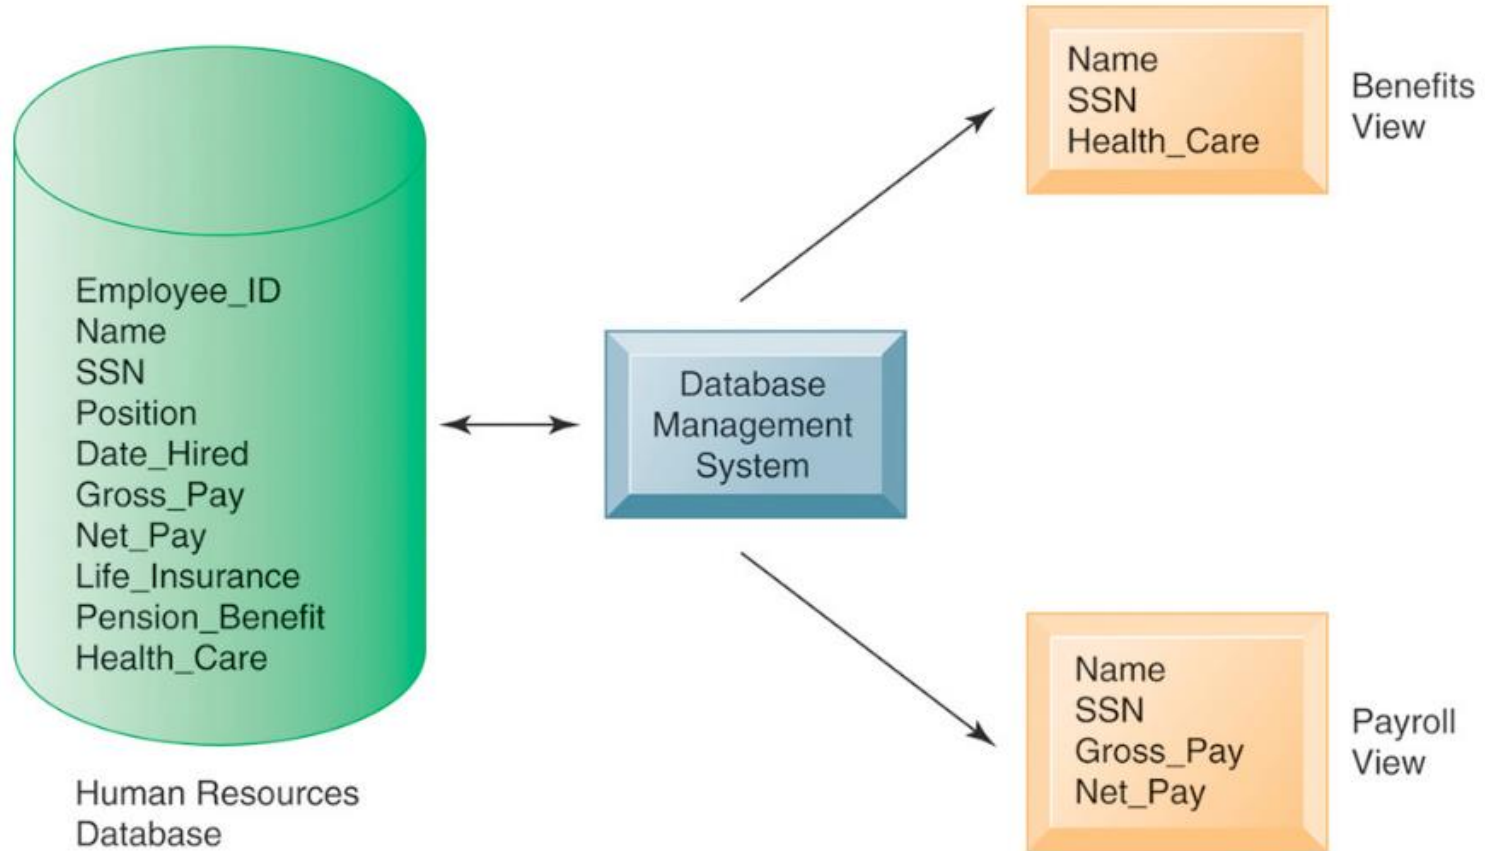 Employee_ID
Name
SSN
Position
Date_Hired
Gross_Pay
Net_Pay
Life_Insurance
Pension_Benefit
Health_Care
Human Resources
Database
Database
Management
System
Name
SSN
Health_Care
Benefits
View
Name
SSN
Gross_Pay
Net_Pay
Payroll
View